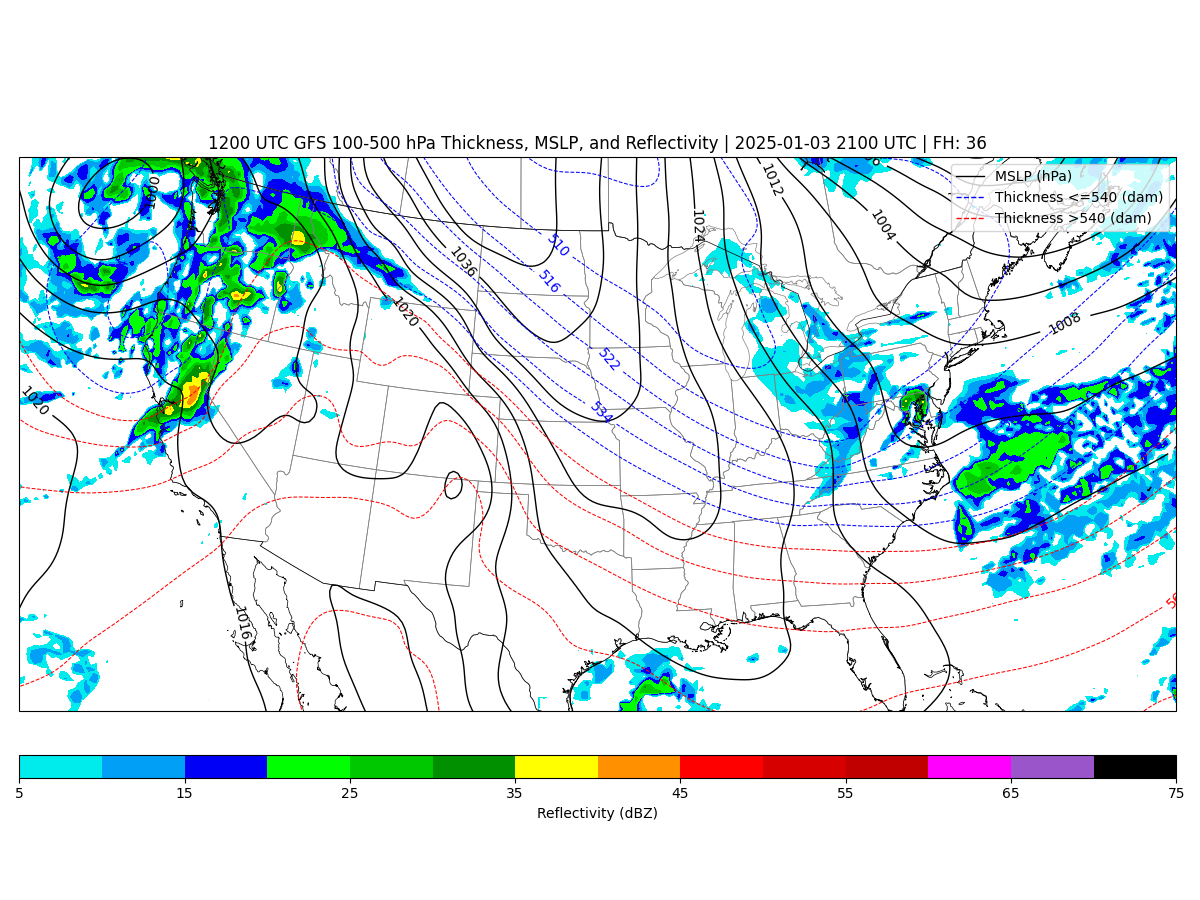 1200 UTC GFS 100-500 hPa Thickness, MSLP, and Reflectivity | 2025-01-03 2100 UTC | FH: 36
MSLP (hPa)
Thickness <=540 (dam)
Thickness >540 (dam)
1012
1024
1004
510
1036
516
1020
1008
522
1020
534
1016
5 15 25 35 45 55 65 75
Reflectivity (dBZ)